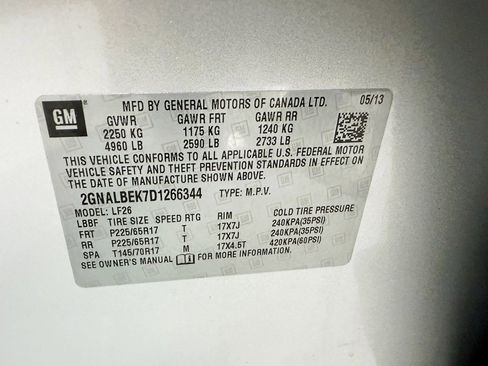 GM
MFD BY GENERAL MOTORS OF CANADA LTD. 05/13
GVWR GAWR FRT GAWR RR
2250 KG 1175 KG 1240 KG
4960 LB 2590 LB 2733 LB
THIS VEHICLE CONFORMS TO ALL APPLICABLE U.S. FEDERAL MOTOR
VEHICLE SAFETY AND THEFT PREVENTION STANDARDS IN EFFECT ON
THE DATE OF MANUFACTURE SHOWN ABOVE.
2GNALBEK7D1266344 TYPE: M.P.V.
MODEL: LF26
LBBF TIRE SIZE SPEED RTG RIM COLD TIRE PRESSURE
FRT P225/65R17 T 17X7J 240KPA(35PSI)
RR P225/65R17 T 17X7J 240KPA(35PSI)
SPA T145/70R17 M 17X4.5T 420KPA(60PSI)
SEE OWNER'S MANUAL FOR MORE INFORMATION.